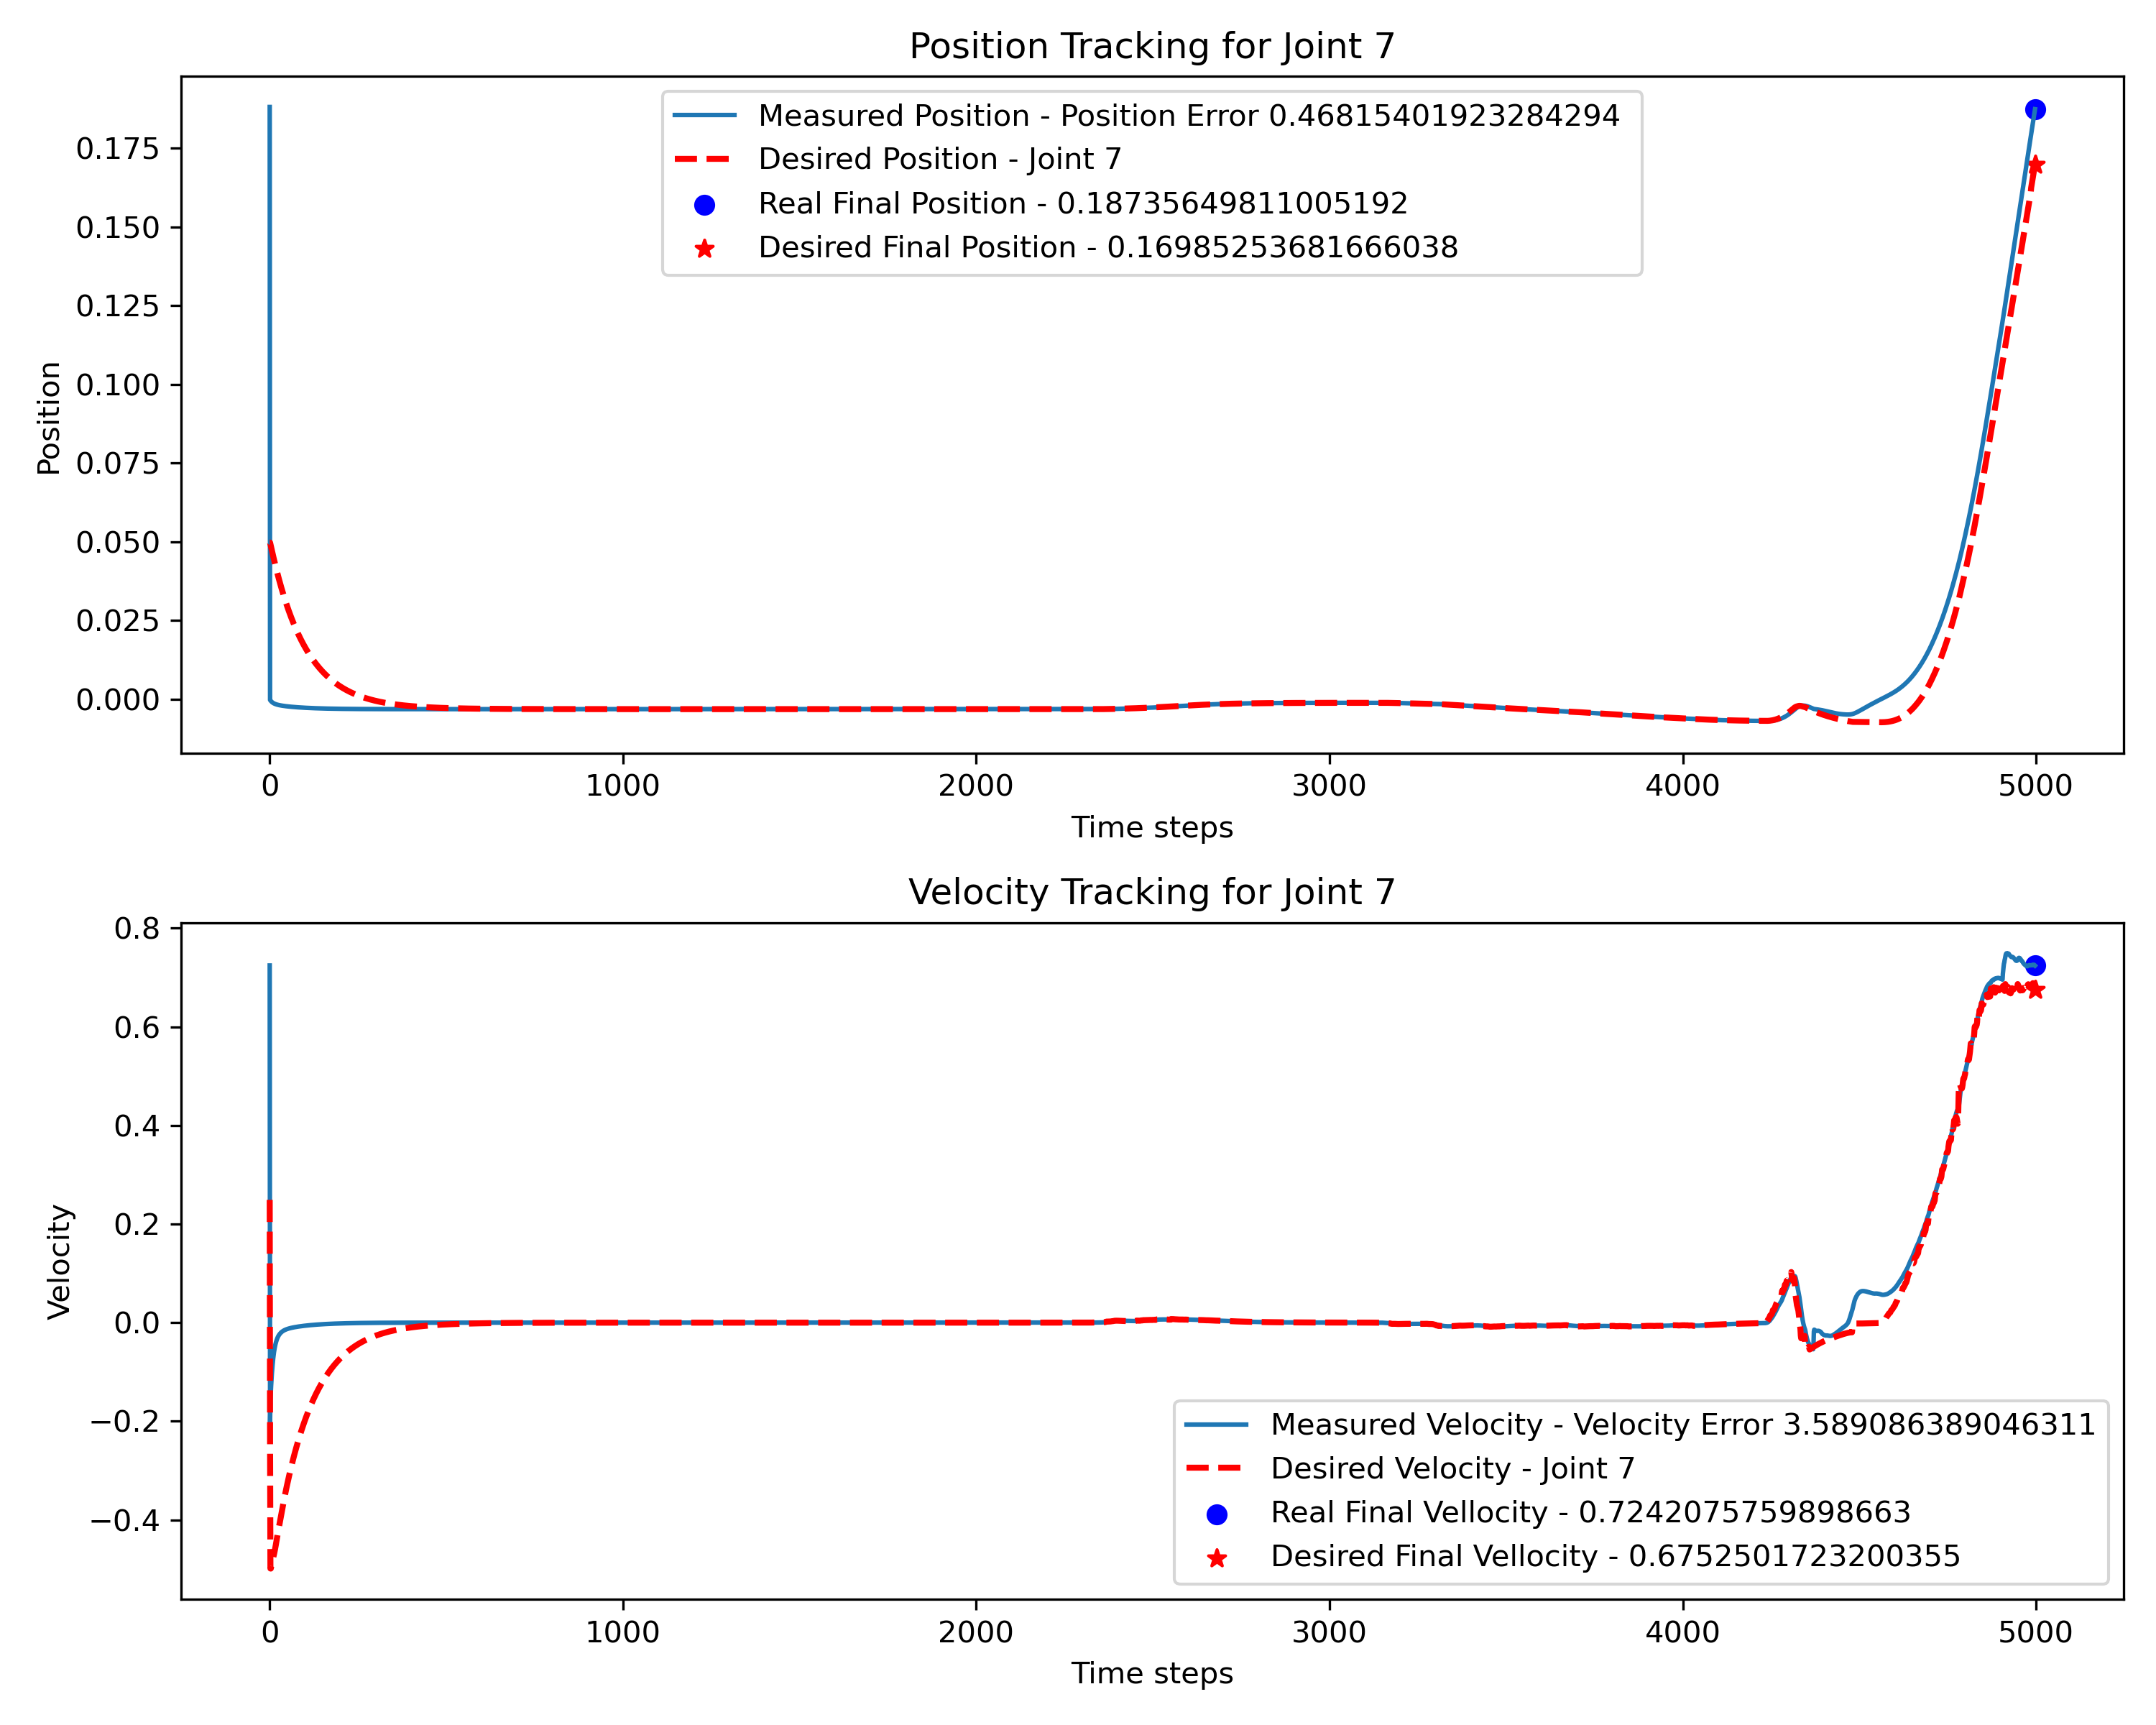 Position Tracking for Joint 7
Measured Position - Position Error 0.46815401923284294
Desired Position - Joint 7
Real Final Position - 0.18735649811005192
Desired Final Position - 0.16985253681666038
0.175
0.150
0.125
0.100
0.075
0.050
0.025
0.000
Position
0 1000 2000 3000 4000 5000
Time steps
Velocity Tracking for Joint 7
0.8
0.6
0.4
0.2
0.0
−0.2
−0.4
Velocity
Measured Velocity - Velocity Error 3.589086389046311
Desired Velocity - Joint 7
Real Final Vellocity - 0.7242075759898663
Desired Final Vellocity - 0.6752501723200355
0 1000 2000 3000 4000 5000
Time steps